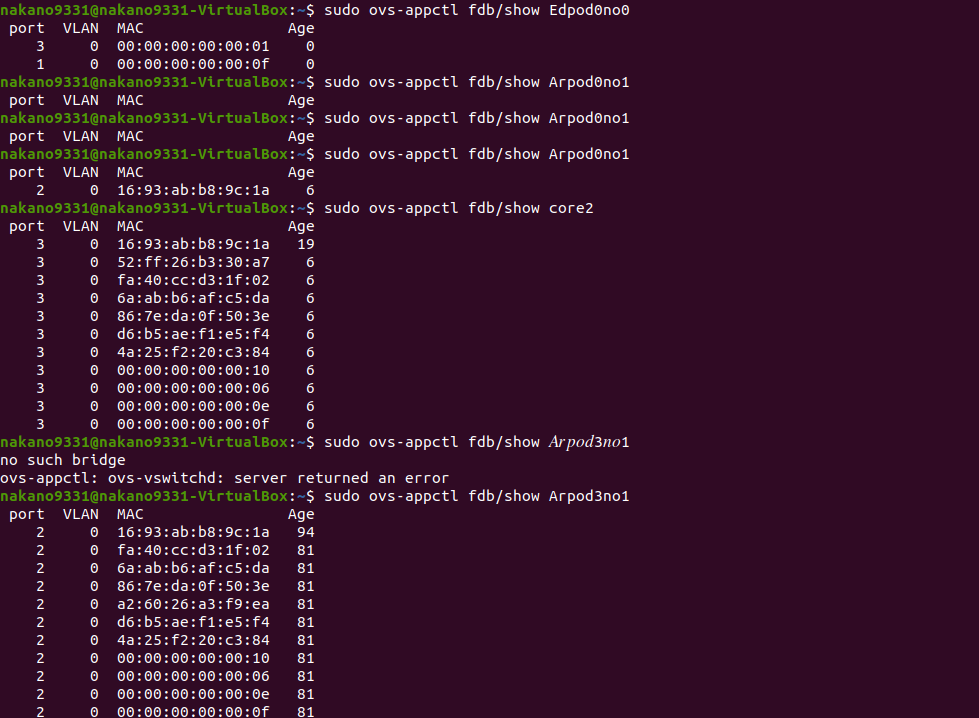 nakano9331@nakano9331-VirtualBox:~$ sudo ovs-appctl fdb/show Edpod0no0
port  VLAN  MAC                Age
3     0  00:00:00:00:00:01    0
1     0  00:00:00:00:00:0f    0
nakano9331@nakano9331-VirtualBox:~$ sudo ovs-appctl fdb/show Arpod0no1
port  VLAN  MAC                Age
nakano9331@nakano9331-VirtualBox:~$ sudo ovs-appctl fdb/show Arpod0no1
port  VLAN  MAC                Age
nakano9331@nakano9331-VirtualBox:~$ sudo ovs-appctl fdb/show Arpod0no1
port  VLAN  MAC                Age
2     0  16:93:ab:b8:9c:1a    6
nakano9331@nakano9331-VirtualBox:~$ sudo ovs-appctl fdb/show core2
port  VLAN  MAC                Age
3     0  16:93:ab:b8:9c:1a   19
3     0  52:ff:26:b3:30:a7    6
3     0  fa:40:cc:d3:1f:02    6
3     0  6a:ab:b6:af:c5:da    6
3     0  86:7e:da:0f:50:3e    6
3     0  d6:b5:ae:f1:e5:f4    6
3     0  4a:25:f2:20:c3:84    6
3     0  00:00:00:00:00:10    6
3     0  00:00:00:00:00:06    6
3     0  00:00:00:00:00:0e    6
3     0  00:00:00:00:00:0f    6
nakano9331@nakano9331-VirtualBox:~$ sudo ovs-appctl fdb/show 𝐴𝑟𝑝𝑜𝑑3𝑛𝑜1
no such bridge
ovs-appctl: ovs-vswitchd: server returned an error
nakano9331@nakano9331-VirtualBox:~$ sudo ovs-appctl fdb/show Arpod3no1
port  VLAN  MAC                Age
2     0  16:93:ab:b8:9c:1a   94
2     0  fa:40:cc:d3:1f:02   81
2     0  6a:ab:b6:af:c5:da   81
2     0  86:7e:da:0f:50:3e   81
2     0  a2:60:26:a3:f9:ea   81
2     0  d6:b5:ae:f1:e5:f4   81
2     0  4a:25:f2:20:c3:84   81
2     0  00:00:00:00:00:10   81
2     0  00:00:00:00:00:06   81
2     0  00:00:00:00:00:0e   81
2     0  00:00:00:00:00:0f   81